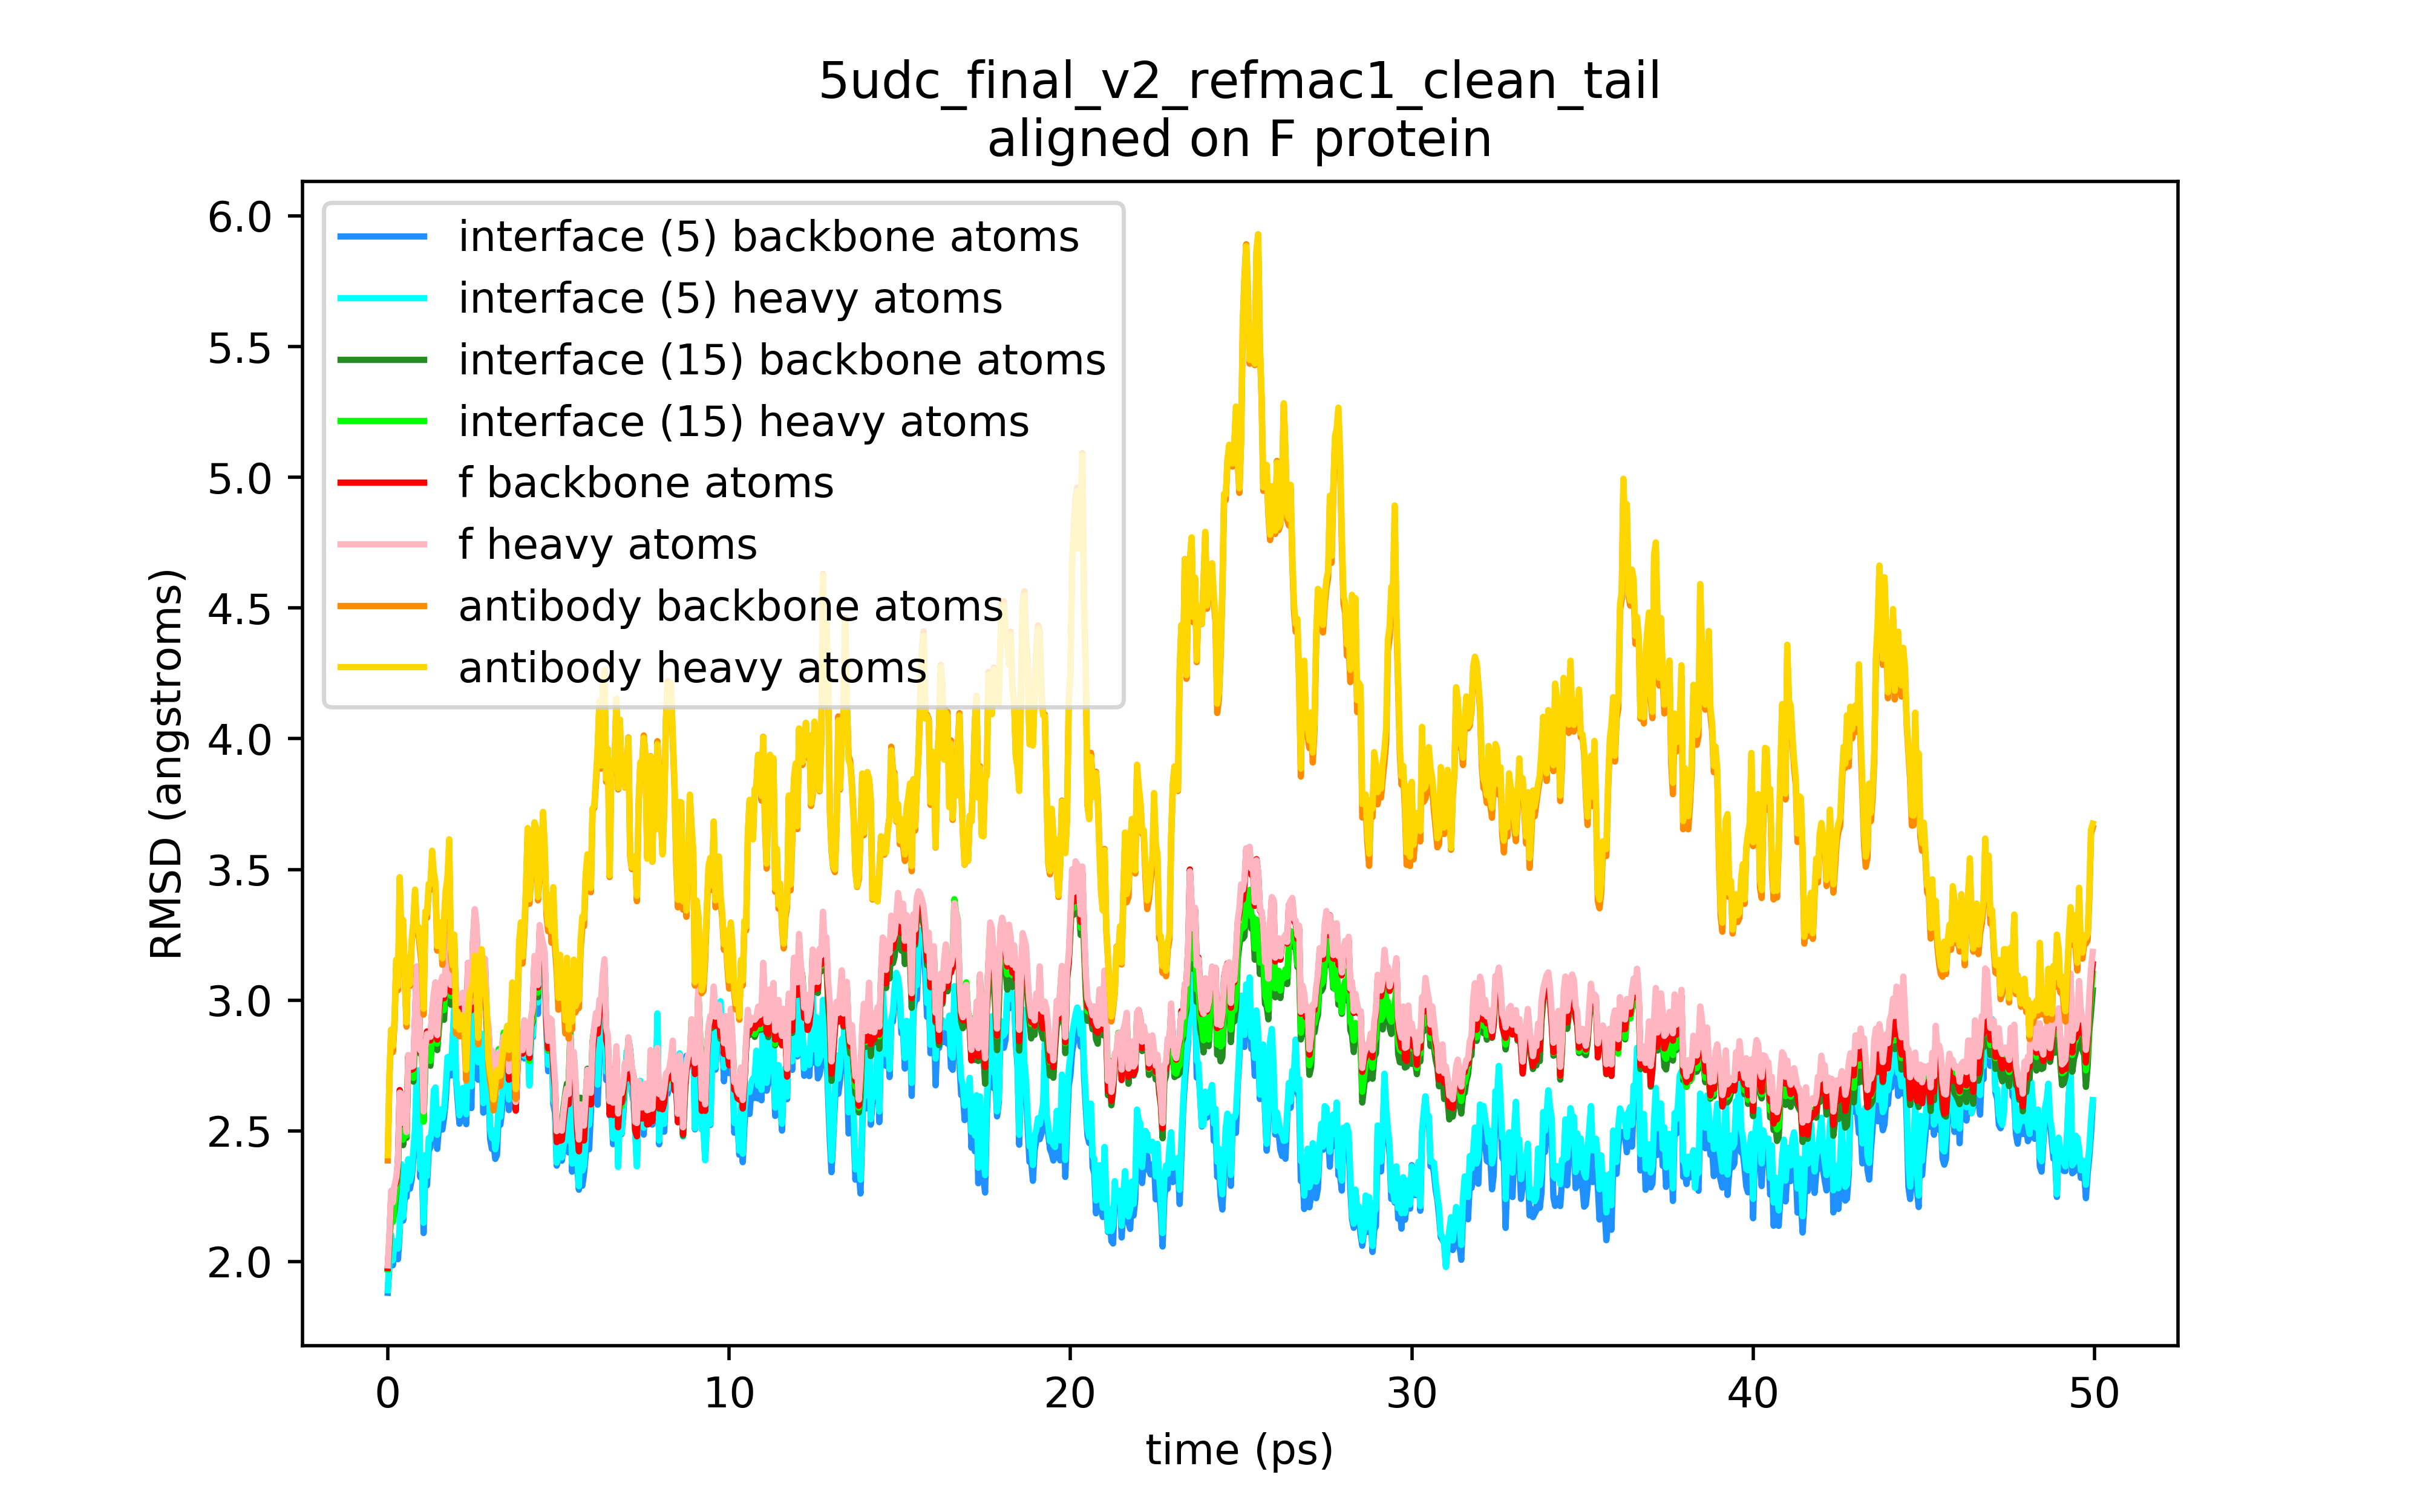 5udc_final_v2_refmac1_clean_tail
aligned on F protein
6.0
5.5
5.0
4.5
4.0
3.5
3.0
2.5
2.0
RMSD (angstroms)
interface (5) backbone atoms
interface (5) heavy atoms
interface (15) backbone atoms
interface (15) heavy atoms
f backbone atoms
f heavy atoms
antibody backbone atoms
antibody heavy atoms
0 10 20 30 40 50
time (ps)